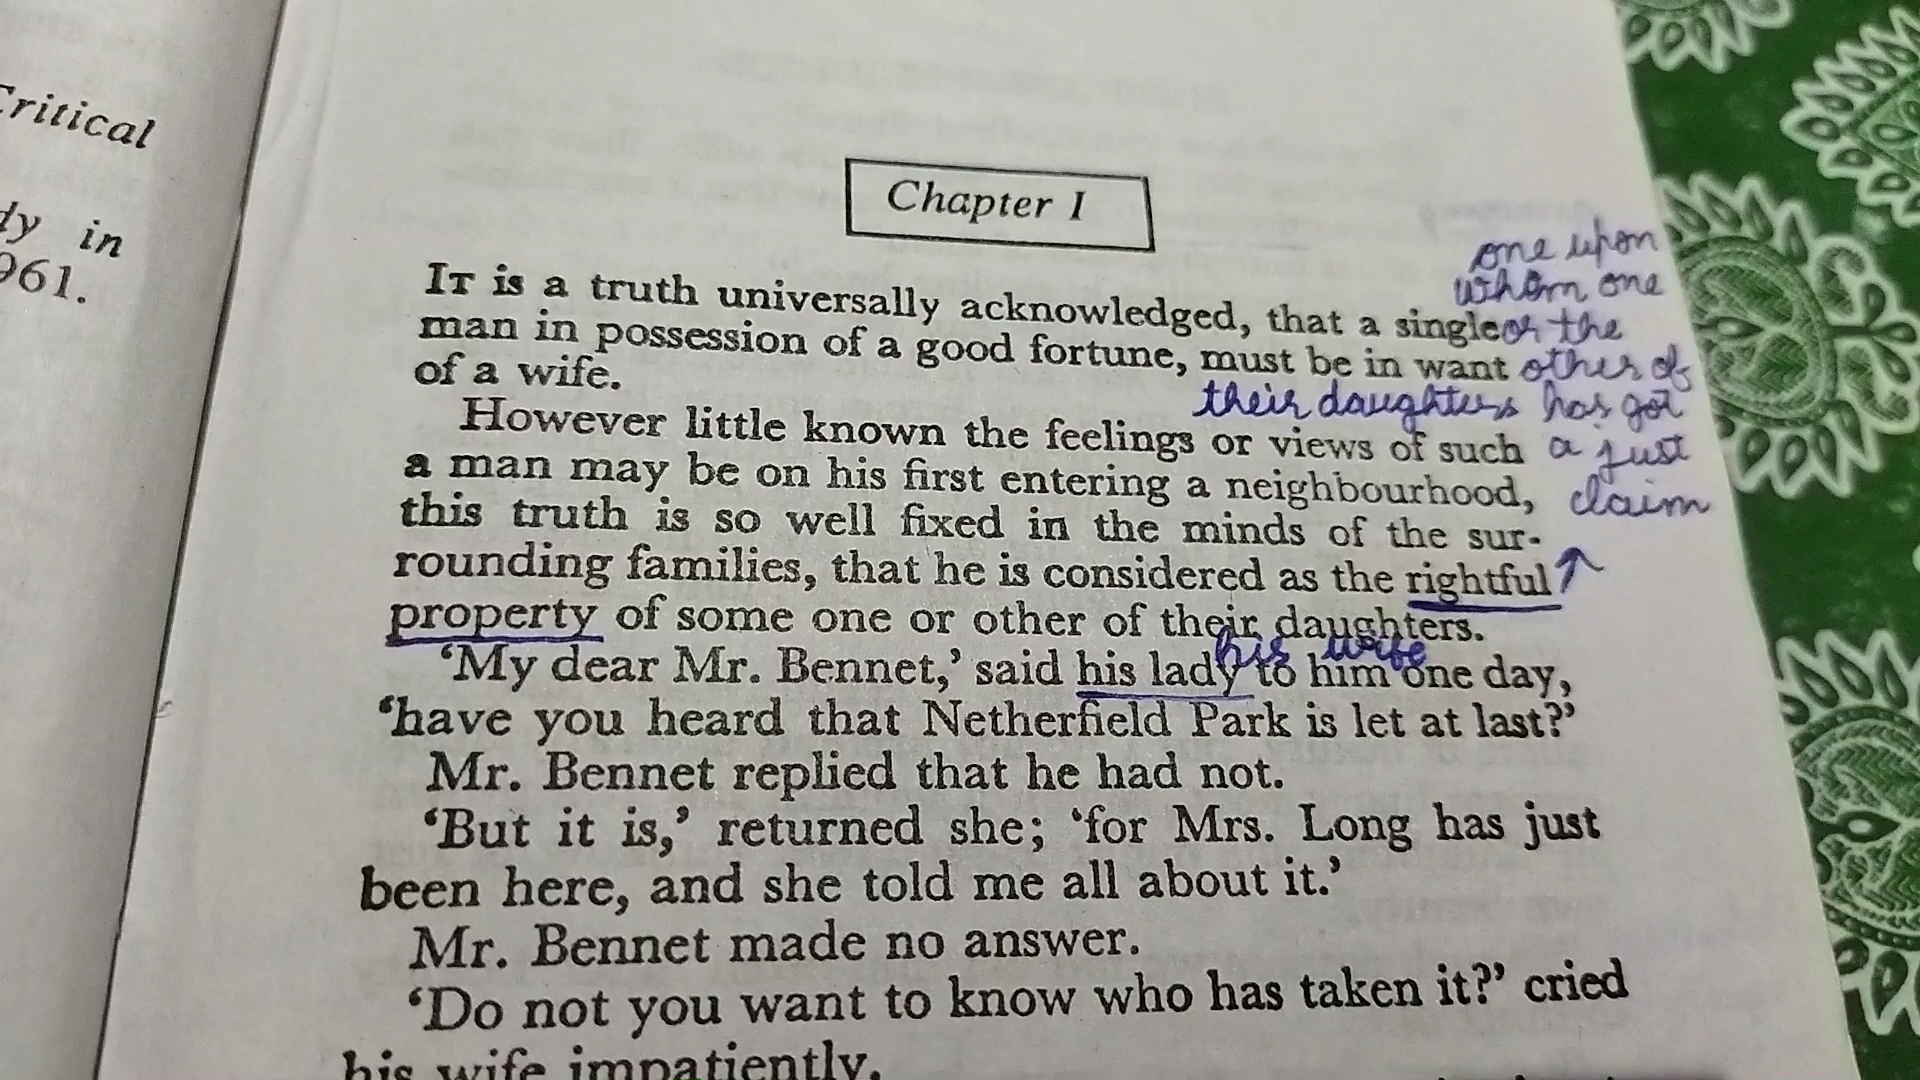 Critical
dy in
961.
Chapter I
one upon
whom one
IT is a truth universally acknowledged, that a single or the
man in possession of a good fortune, must be in want other of
of a wife.
their daughters has got
However little known the feelings or views of such a just
a man may be on his first entering a neighbourhood, claim
this truth is so well fixed in the minds of the sur-
rounding families, that he is considered as the rightful
property of some one or other of their daughters.
his wife
‘My dear Mr. Bennet,’ said his lady to him one day,
‘have you heard that Netherfield Park is let at last?’
Mr. Bennet replied that he had not.
‘But it is,’ returned she; ‘for Mrs. Long has just
been here, and she told me all about it.’
Mr. Bennet made no answer.
‘Do not you want to know who has taken it?’ cried
his wife impatiently.